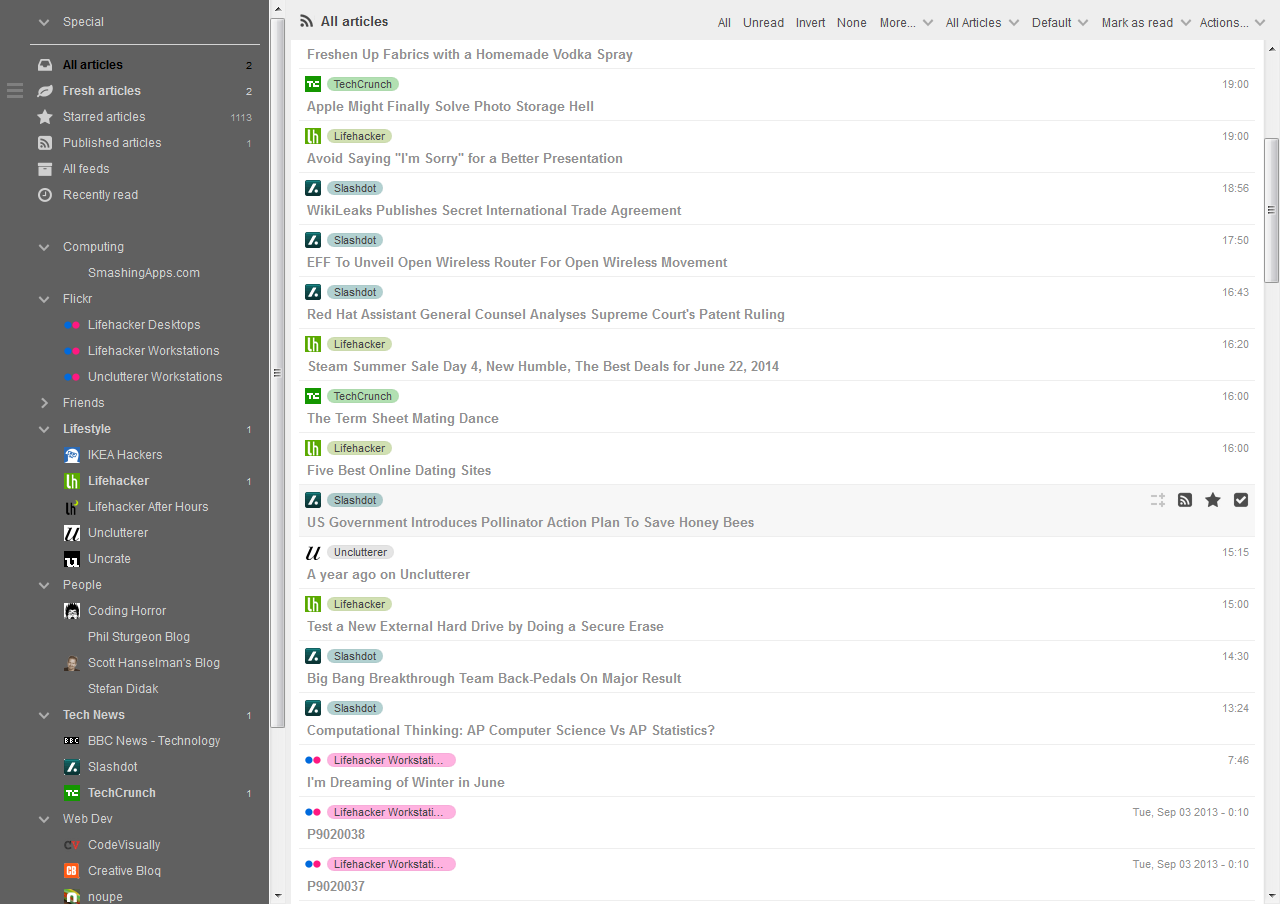 Special
All articles 2
Fresh articles 2
Starred articles 1113
Published articles 1
All feeds
Recently read
Computing
SmashingApps.com
Flickr
Lifehacker Desktops
Lifehacker Workstations
Unclutterer Workstations
Friends
Lifestyle 1
IKEA Hackers
Lifehacker 1
Lifehacker After Hours
Unclutterer
Uncrate
People
Coding Horror
Phil Sturgeon Blog
Scott Hanselman's Blog
Stefan Didak
Tech News 1
BBC News - Technology
Slashdot
TechCrunch 1
Web Dev
CodeVisually
Creative Bloq
noupe
All articles All Unread Invert None More... All Articles Default Mark as read Actions...
Freshen Up Fabrics with a Homemade Vodka Spray
TechCrunch 19:00
Apple Might Finally Solve Photo Storage Hell
Lifehacker 19:00
Avoid Saying "I'm Sorry" for a Better Presentation
Slashdot 18:56
WikiLeaks Publishes Secret International Trade Agreement
Slashdot 17:50
EFF To Unveil Open Wireless Router For Open Wireless Movement
Slashdot 16:43
Red Hat Assistant General Counsel Analyses Supreme Court's Patent Ruling
Lifehacker 16:20
Steam Summer Sale Day 4, New Humble, The Best Deals for June 22, 2014
TechCrunch 16:00
The Term Sheet Mating Dance
Lifehacker 16:00
Five Best Online Dating Sites
Slashdot
US Government Introduces Pollinator Action Plan To Save Honey Bees
Unclutterer 15:15
A year ago on Unclutterer
Lifehacker 15:00
Test a New External Hard Drive by Doing a Secure Erase
Slashdot 14:30
Big Bang Breakthrough Team Back-Pedals On Major Result
Slashdot 13:24
Computational Thinking: AP Computer Science Vs AP Statistics?
Lifehacker Workstati... 7:46
I'm Dreaming of Winter in June
Lifehacker Workstati... Tue, Sep 03 2013 - 0:10
P9020038
Lifehacker Workstati... Tue, Sep 03 2013 - 0:10
P9020037